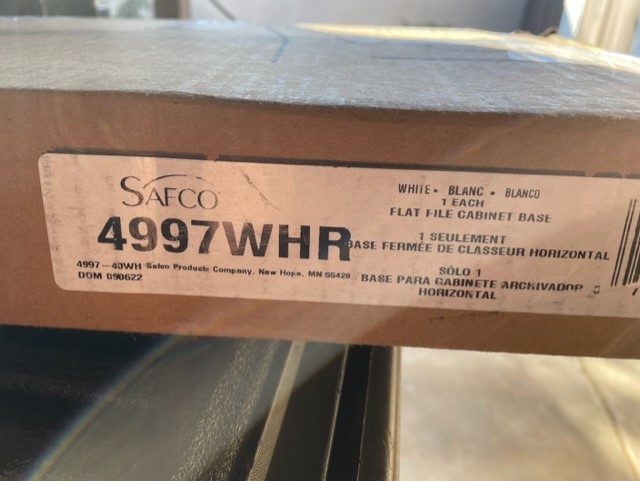 SAFCO
4997WHR
4997-40WH Safco Products Company, New Hope, MN 55428
DOM 090622
WHITE • BLANC • BLANCO
1 EACH
FLAT FILE CABINET BASE
1 SEULEMENT
BASE FERMÉE DE CLASSEUR HORIZONTAL
SÓLO 1
BASE PARA GABINETE ARCHIVADOR
HORIZONTAL